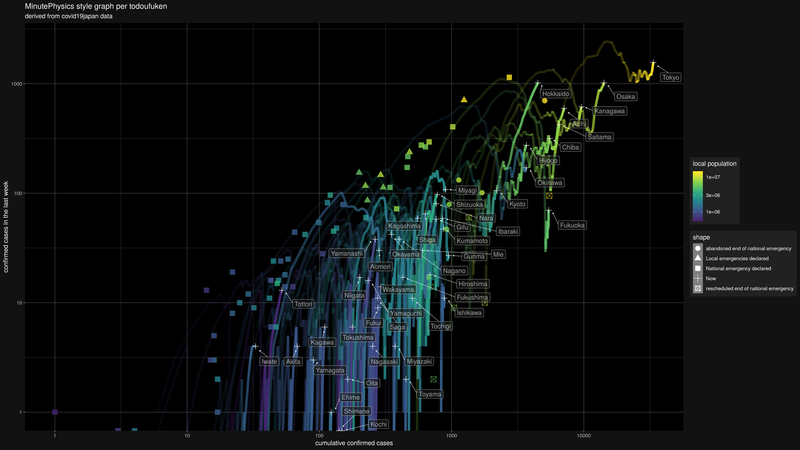 MinutePhysics style graph per todoufuken
derived from covid19japan data
confirmed cases in the last week
1000
100
10
1
Tokyo
Hokkaido
Osaka
Kanagawa
Aichi
Saitama
Chiba
Hyogo
Okinawa
Miyagi
Shizuoka
Kyoto
Nara
Fukuoka
Kagoshima
Gifu
Ibaraki
Shiga
Kumamoto
Yamanashi
Okayama
Gunma
Mie
Aomori
Nagano
Hiroshima
Wakayama
Niigata
Fukushima
Tottori
Yamaguchi
Ishikawa
Fukui
Saga
Tochigi
Tokushima
Kagawa
Iwate
Akita
Nagasaki
Miyazaki
Yamagata
Oita
Toyama
Ehime
Shimane
Kochi
1
10
100
1000
10000
cumulative confirmed cases
local population
1e+07
3e+06
1e+06
shape
abandoned end of national emergency
Local emergencies declared
National emergency declared
Now
rescheduled end of national emergency